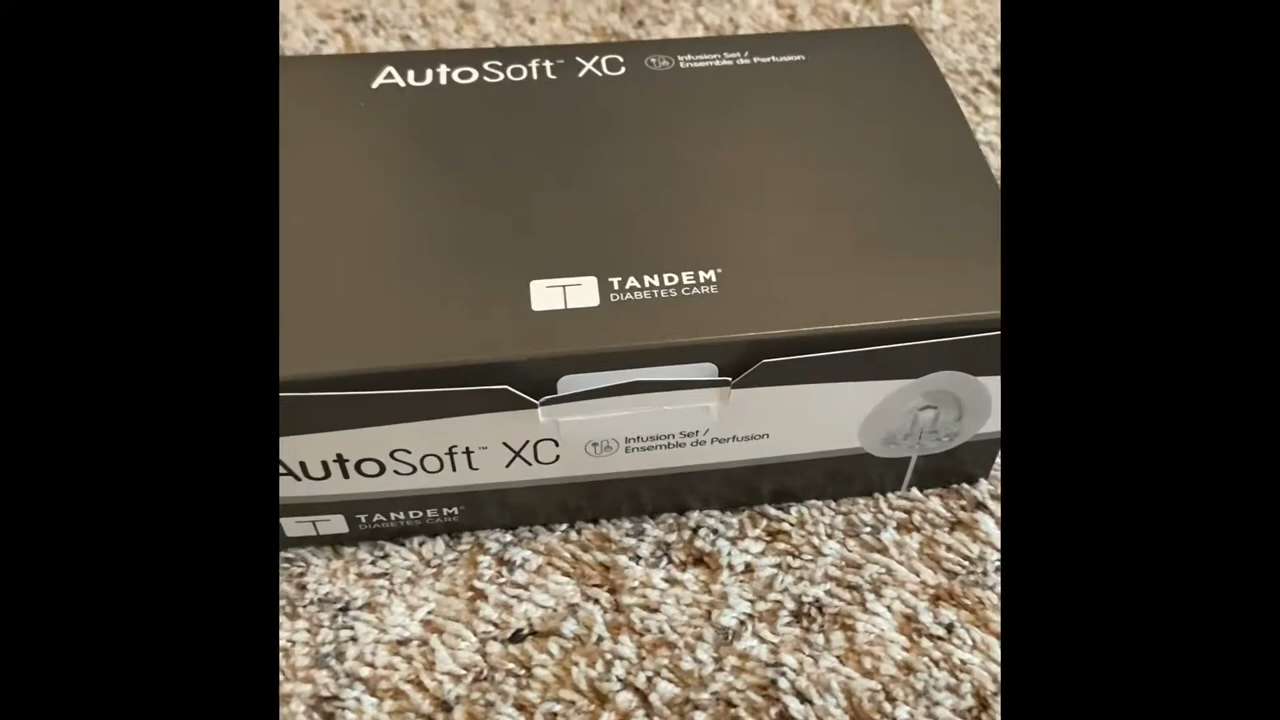 AutoSoft™ XC
Infusion Set /
Ensemble de Perfusion
TANDEM®
DIABETES CARE
AutoSoft™ XC
Infusion Set /
Ensemble de Perfusion
TANDEM®
DIABETES CARE